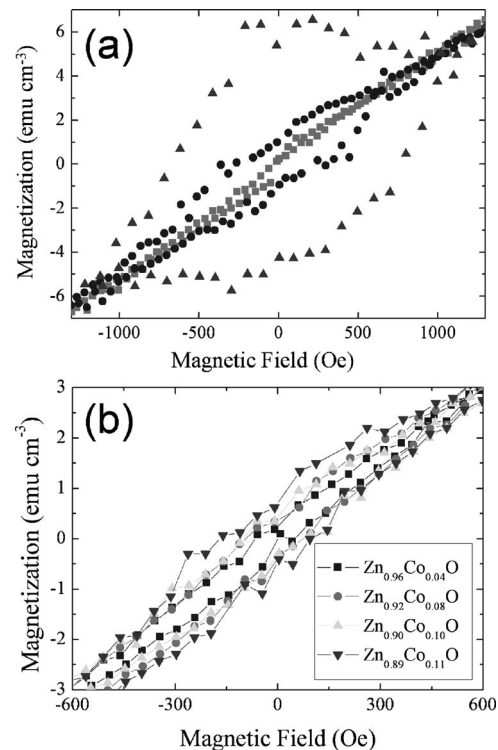 (a)
Magnetization (emu cm⁻³)
6
4
2
0
-2
-4
-6
-1000 -500 0 500 1000
Magnetic Field (Oe)
(b)
Magnetization (emu cm⁻³)
3
2
1
0
-1
-2
-3
Zn₀.₉₆Co₀.₀₄O
Zn₀.₉₂Co₀.₀₈O
Zn₀.₉₀Co₀.₁₀O
Zn₀.₈₉Co₀.₁₁O
-600 -300 0 300 600
Magnetic Field (Oe)